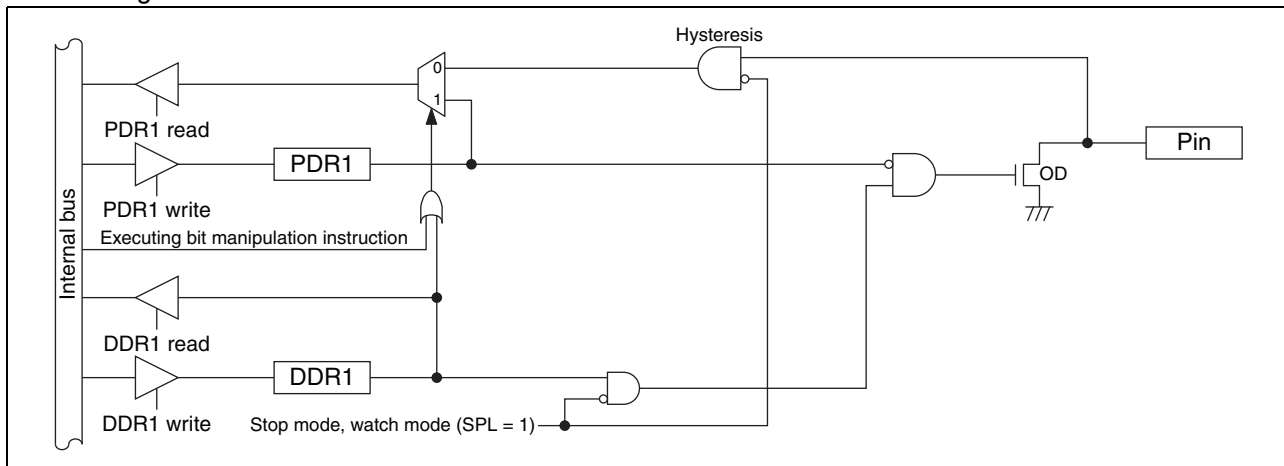 Hysteresis
0
1
PDR1 read
PDR1
Pin
OD
PDR1 write
Executing bit manipulation instruction
Internal bus
DDR1 read
DDR1
DDR1 write
Stop mode, watch mode (SPL = 1)